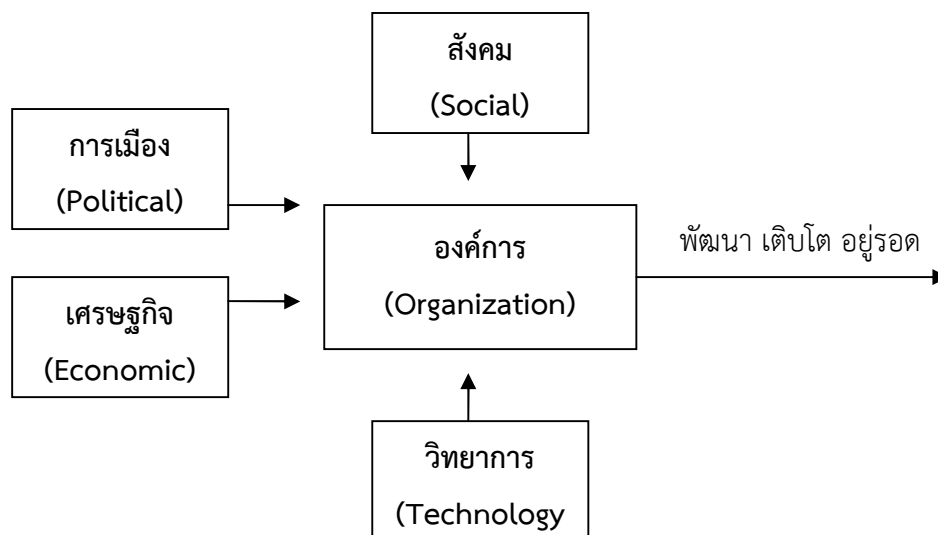 สังคม
(Social)
การเมือง
(Political)
องค์การ
(Organization)
พัฒนา เติบโต อยู่รอด
เศรษฐกิจ
(Economic)
วิทยาการ
(Technology